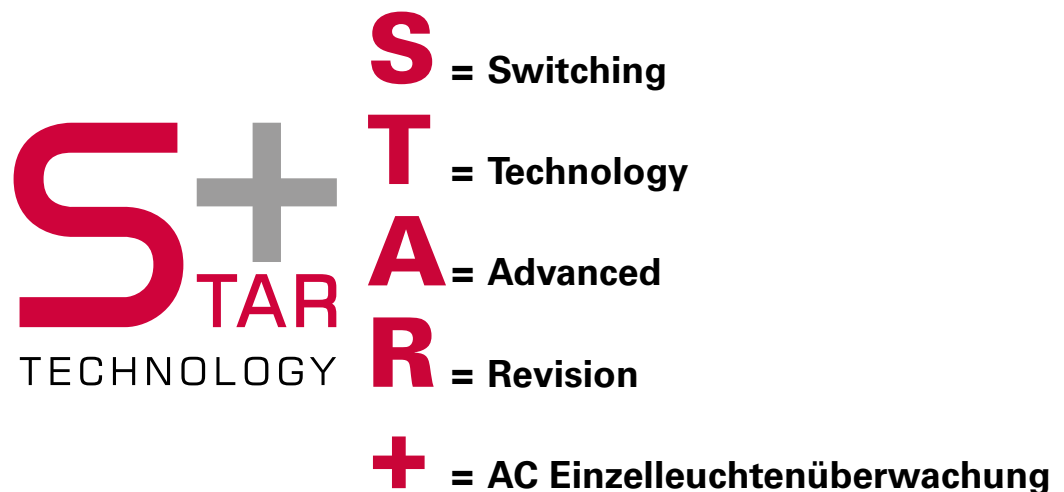 S+TAR
TECHNOLOGY
S = Switching
T = Technology
A = Advanced
R = Revision
+ = AC Einzelleuchtenüberwachung